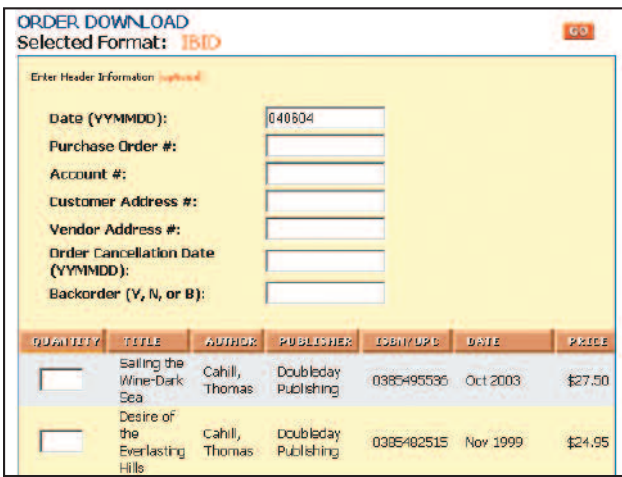 ORDER DOWNLOAD
Selected Format: IBID
GO
Enter Header Information (optional)
Date (YYMMDD): 040604
Purchase Order #:
Account #:
Customer Address #:
Vendor Address #:
Order Cancellation Date
(YYMMDD):
Backorder (Y, N, or B):
QUANTITY TITLE AUTHOR PUBLISHER ISBN/UPC DATE PRICE
Sailing the
Wine-Dark
Sea
Cahill,
Thomas
Doubleday
Publishing
0385495536 Oct 2003 $27.50
Desire of
the
Everlasting
Hills
Cahill,
Thomas
Doubleday
Publishing
0385482515 Nov 1999 $24.95